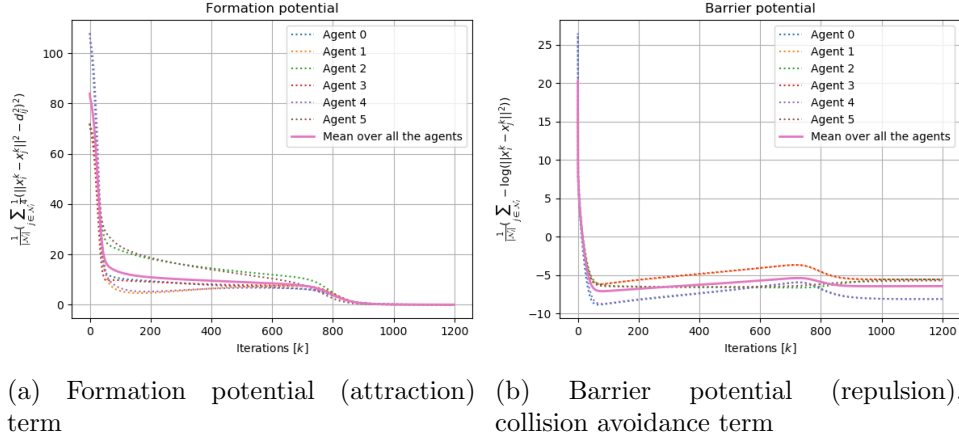 Formation potential
120
100
80
60
40
20
0
0 200 400 600 800 1000 1200
Iterations [k]
Agent 0
Agent 1
Agent 2
Agent 3
Agent 4
Agent 5
Mean over all the agents
Barrier potential
25
20
15
10
5
0
−5
−10
0 200 400 600 800 1000 1200
Iterations [k]
Agent 0
Agent 1
Agent 2
Agent 3
Agent 4
Agent 5
Mean over all the agents
(a) Formation potential (attraction)
term
(b) Barrier potential (repulsion),
collision avoidance term